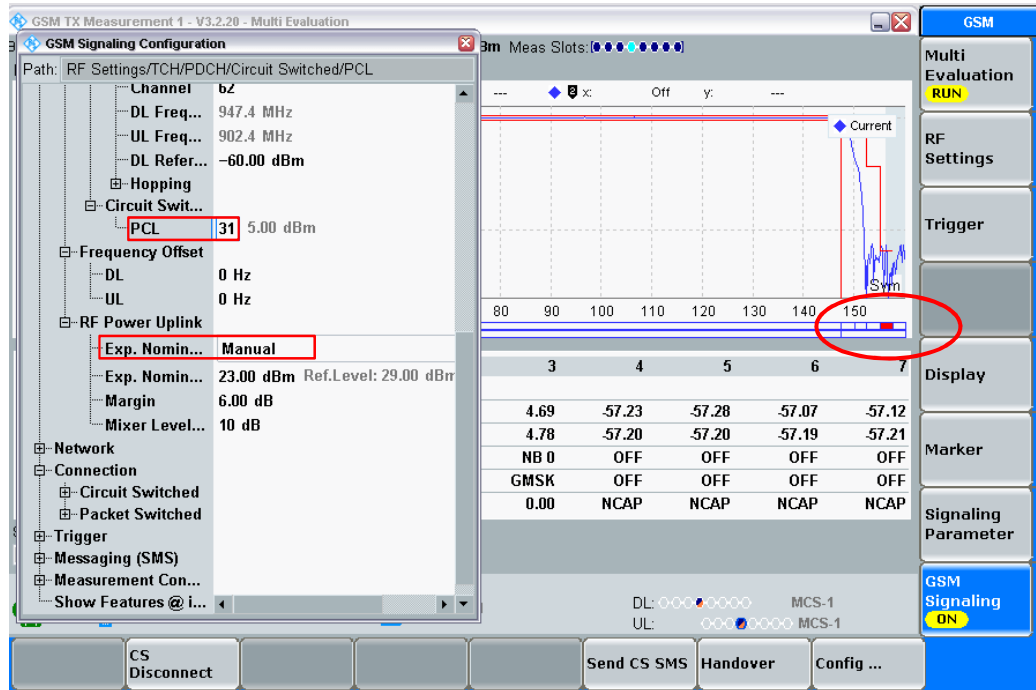 GSM TX Measurement 1 - V3.2.20 - Multi Evaluation
GSM
GSM Signaling Configuration
3m Meas Slots:
Path: RF Settings/TCH/PDCH/Circuit Switched/PCL
Multi
Evaluation
RUN
Channel 62
--- 2 x: Off y: ---
DL Freq... 947.4 MHz
UL Freq... 902.4 MHz
Current
DL Refer... −60.00 dBm
RF
Settings
Hopping
Circuit Swit...
PCL 31 5.00 dBm
Trigger
Frequency Offset
DL 0 Hz
Sym
UL 0 Hz
80 90 100 110 120 130 140 150
RF Power Uplink
Exp. Nomin... Manual
3 4 5 6 7
Exp. Nomin... 23.00 dBm Ref.Level: 29.00 dBm
Display
Margin 6.00 dB
4.69 -57.23 -57.28 -57.07 -57.12
Mixer Level... 10 dB
4.78 -57.20 -57.20 -57.19 -57.21
Network
NB 0 OFF OFF OFF OFF
Marker
Connection
GMSK OFF OFF OFF OFF
Circuit Switched
0.00 NCAP NCAP NCAP NCAP
Packet Switched
Signaling
Parameter
Trigger
Messaging (SMS)
Measurement Con...
GSM
Signaling
ON
Show Features @ i...
DL: MCS-1
UL: MCS-1
CS
Disconnect
Send CS SMS
Handover
Config ...